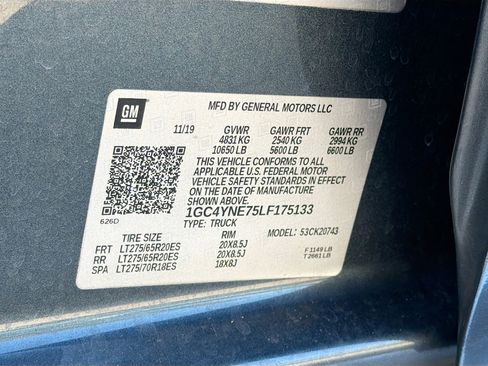 GM
MFD BY GENERAL MOTORS LLC
11/19 GVWR GAWR FRT GAWR RR
4831 KG 2540 KG 2994 KG
10650 LB 5600 LB 6600 LB
THIS VEHICLE CONFORMS TO ALL
APPLICABLE U.S. FEDERAL MOTOR
VEHICLE SAFETY STANDARDS IN EFFECT
ON THE DATE OF MANUFACTURE
SHOWN ABOVE.
1GC4YNE75LF175133
626D TYPE: TRUCK
TIRE SIZE RIM 53CK20743
FRT LT275/65R20ES 20X8.5J
RR LT275/65R20ES 20X8.5J F 1149 LB
SPA LT275/70R18ES 18X8J T 2661 LB